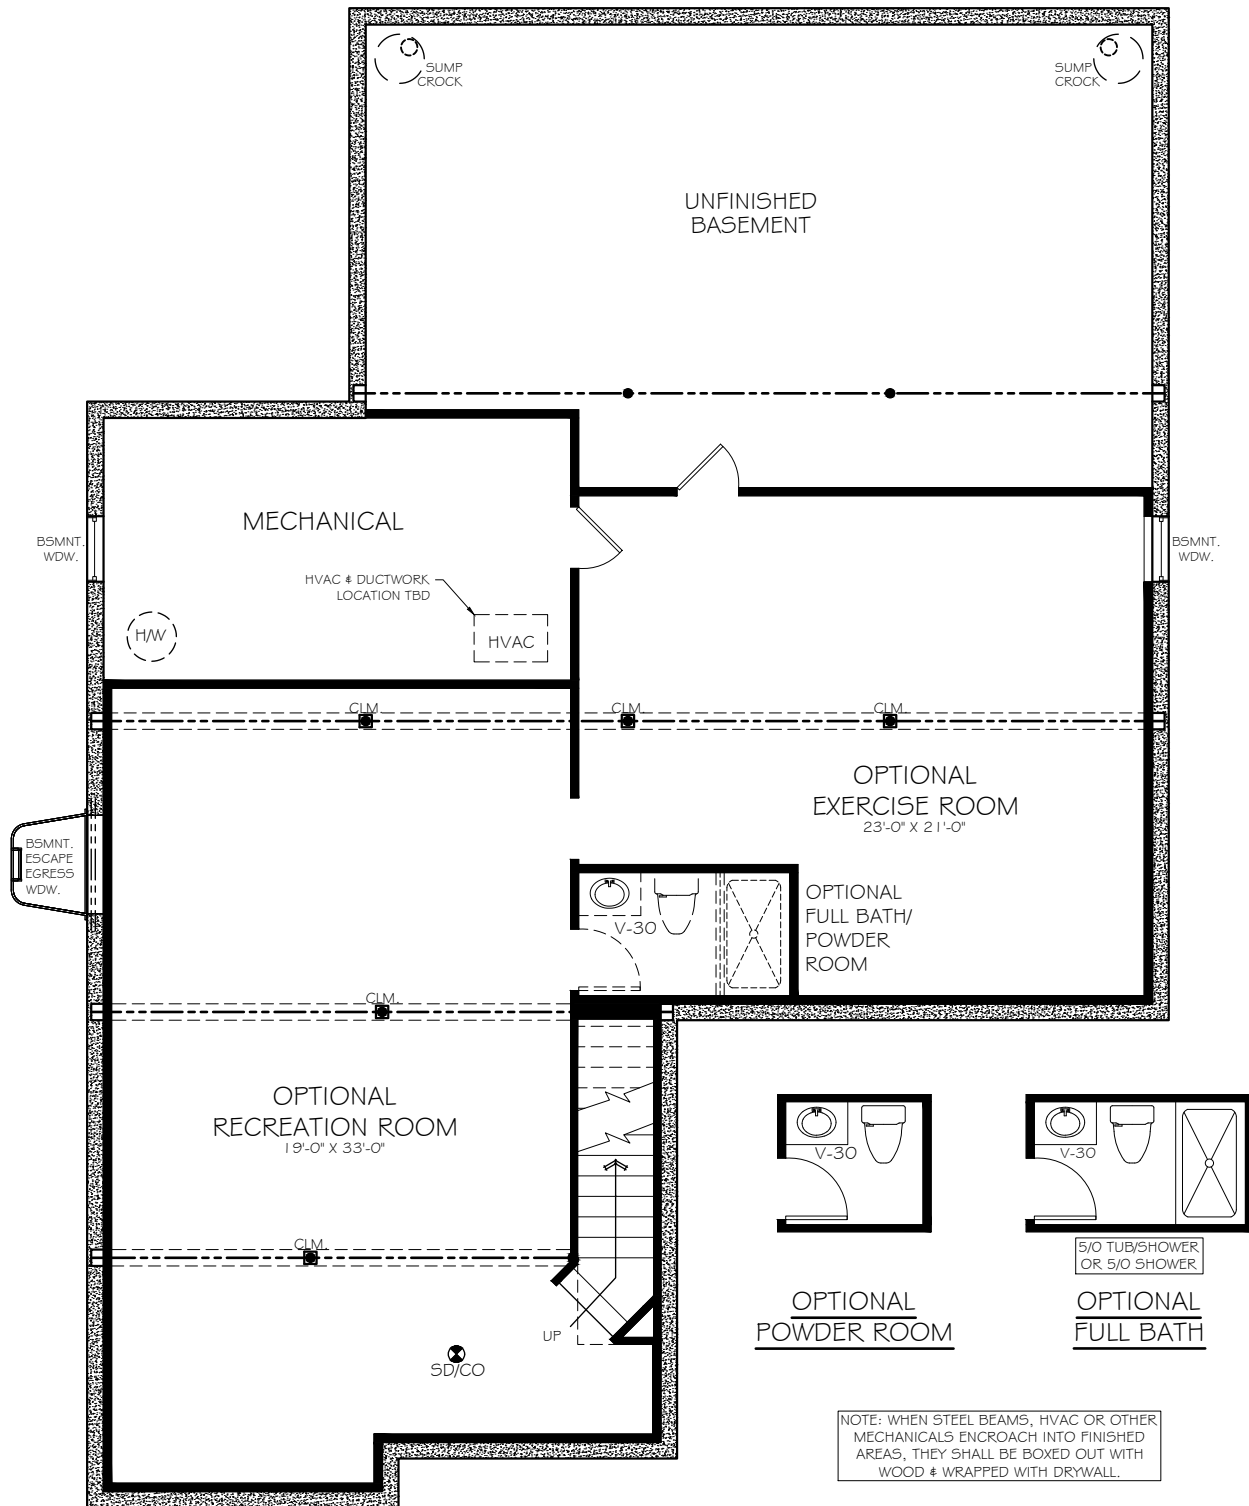 SUMP
CROCK
SUMP
CROCK
UNFINISHED
BASEMENT
MECHANICAL
BSMNT.
WDW.
BSMNT.
WDW.
HVAC & DUCTWORK
LOCATION TBD
H/W
HVAC
CLM.
CLM.
CLM.
OPTIONAL
EXERCISE ROOM
23'-0" X 21'-0"
BSMNT.
ESCAPE
EGRESS
WDW.
V-30
OPTIONAL
FULL BATH/
POWDER
ROOM
CLM.
OPTIONAL
RECREATION ROOM
19'-0" X 33'-0"
CLM.
UP
SD/CO
V-30
OPTIONAL
POWDER ROOM
V-30
5/0 TUB/SHOWER
OR 5/0 SHOWER
OPTIONAL
FULL BATH
NOTE: WHEN STEEL BEAMS, HVAC OR OTHER
MECHANICALS ENCROACH INTO FINISHED
AREAS, THEY SHALL BE BOXED OUT WITH
WOOD & WRAPPED WITH DRYWALL.